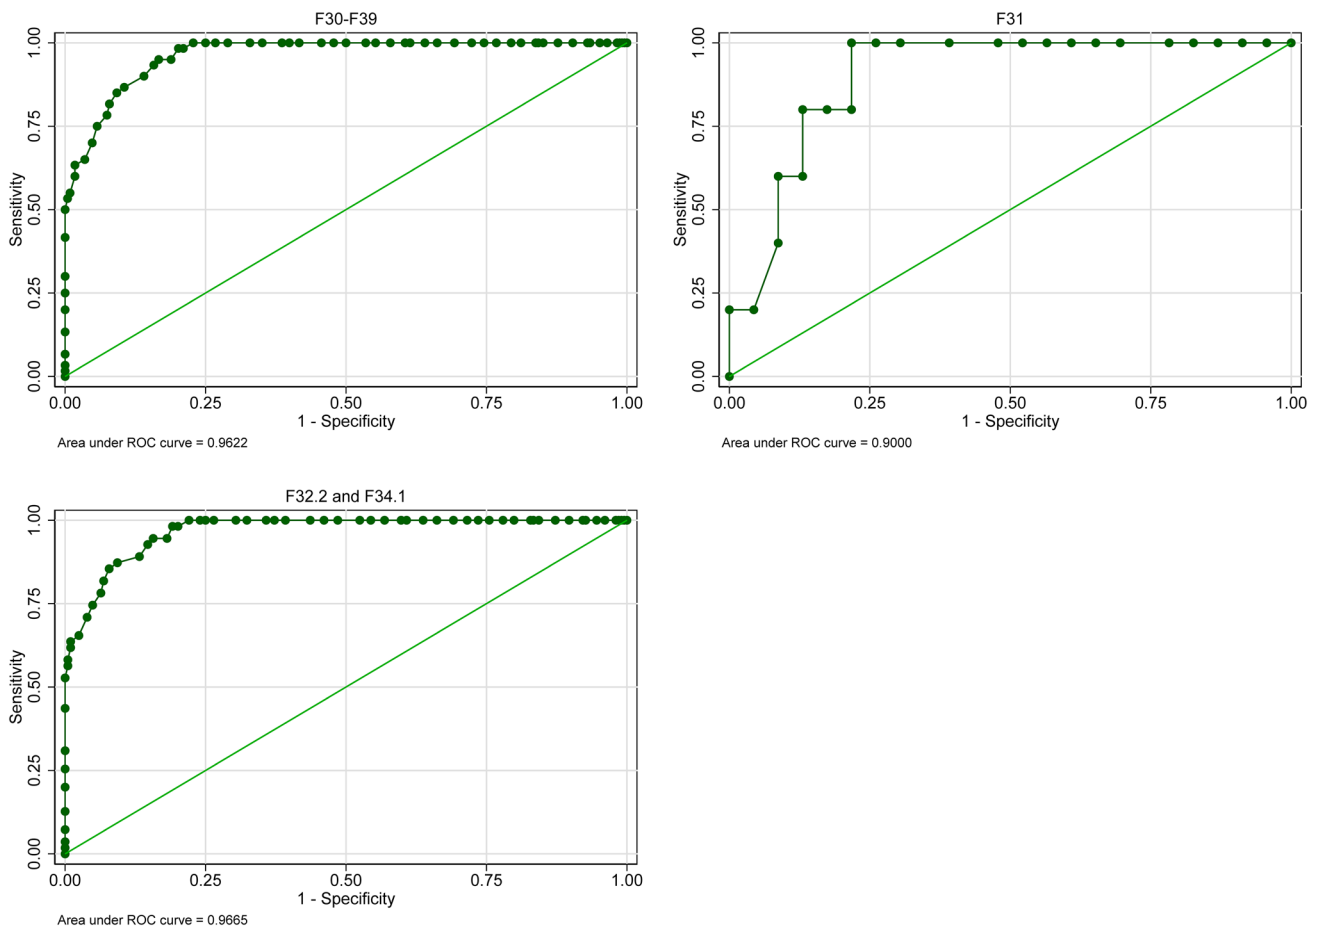 F30-F39
Sensitivity
0.00 0.25 0.50 0.75 1.00
0.00 0.25 0.50 0.75 1.00
1 - Specificity
Area under ROC curve = 0.9622
F31
Sensitivity
0.00 0.25 0.50 0.75 1.00
0.00 0.25 0.50 0.75 1.00
1 - Specificity
Area under ROC curve = 0.9000
F32.2 and F34.1
Sensitivity
0.00 0.25 0.50 0.75 1.00
0.00 0.25 0.50 0.75 1.00
1 - Specificity
Area under ROC curve = 0.9665